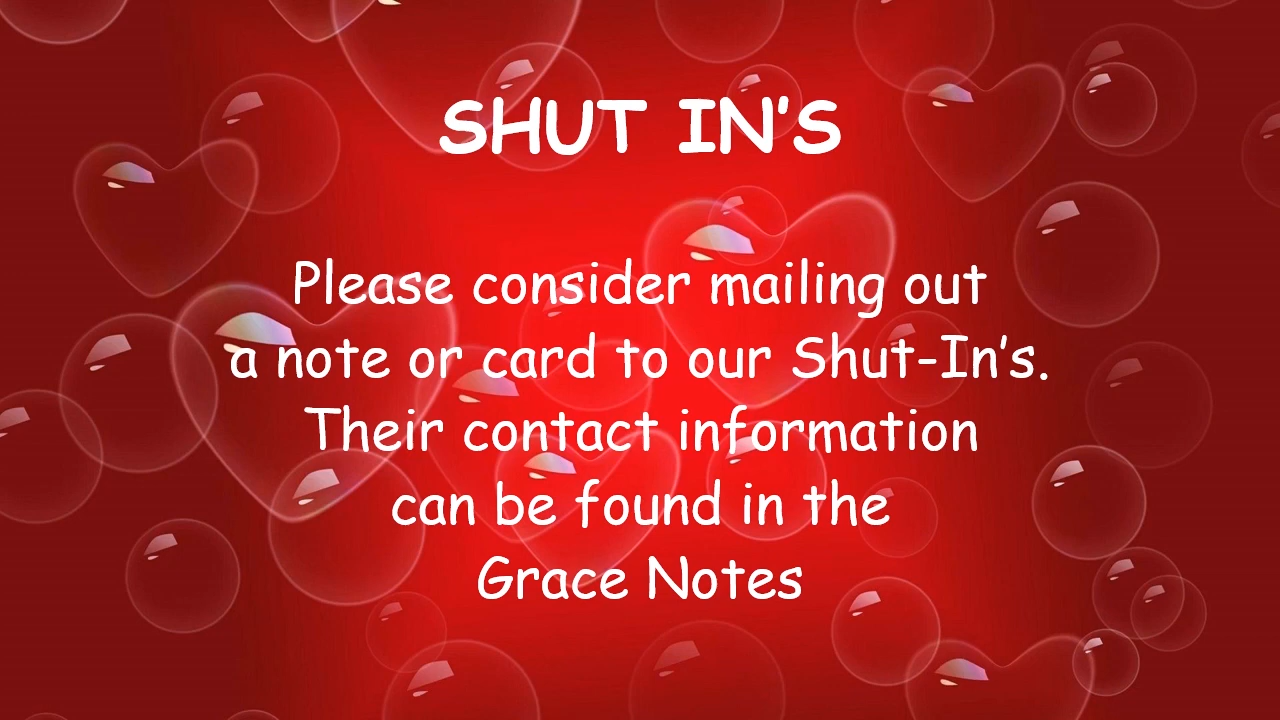 SHUT IN’S
Please consider mailing out
a note or card to our Shut-In’s.
Their contact information
can be found in the
Grace Notes